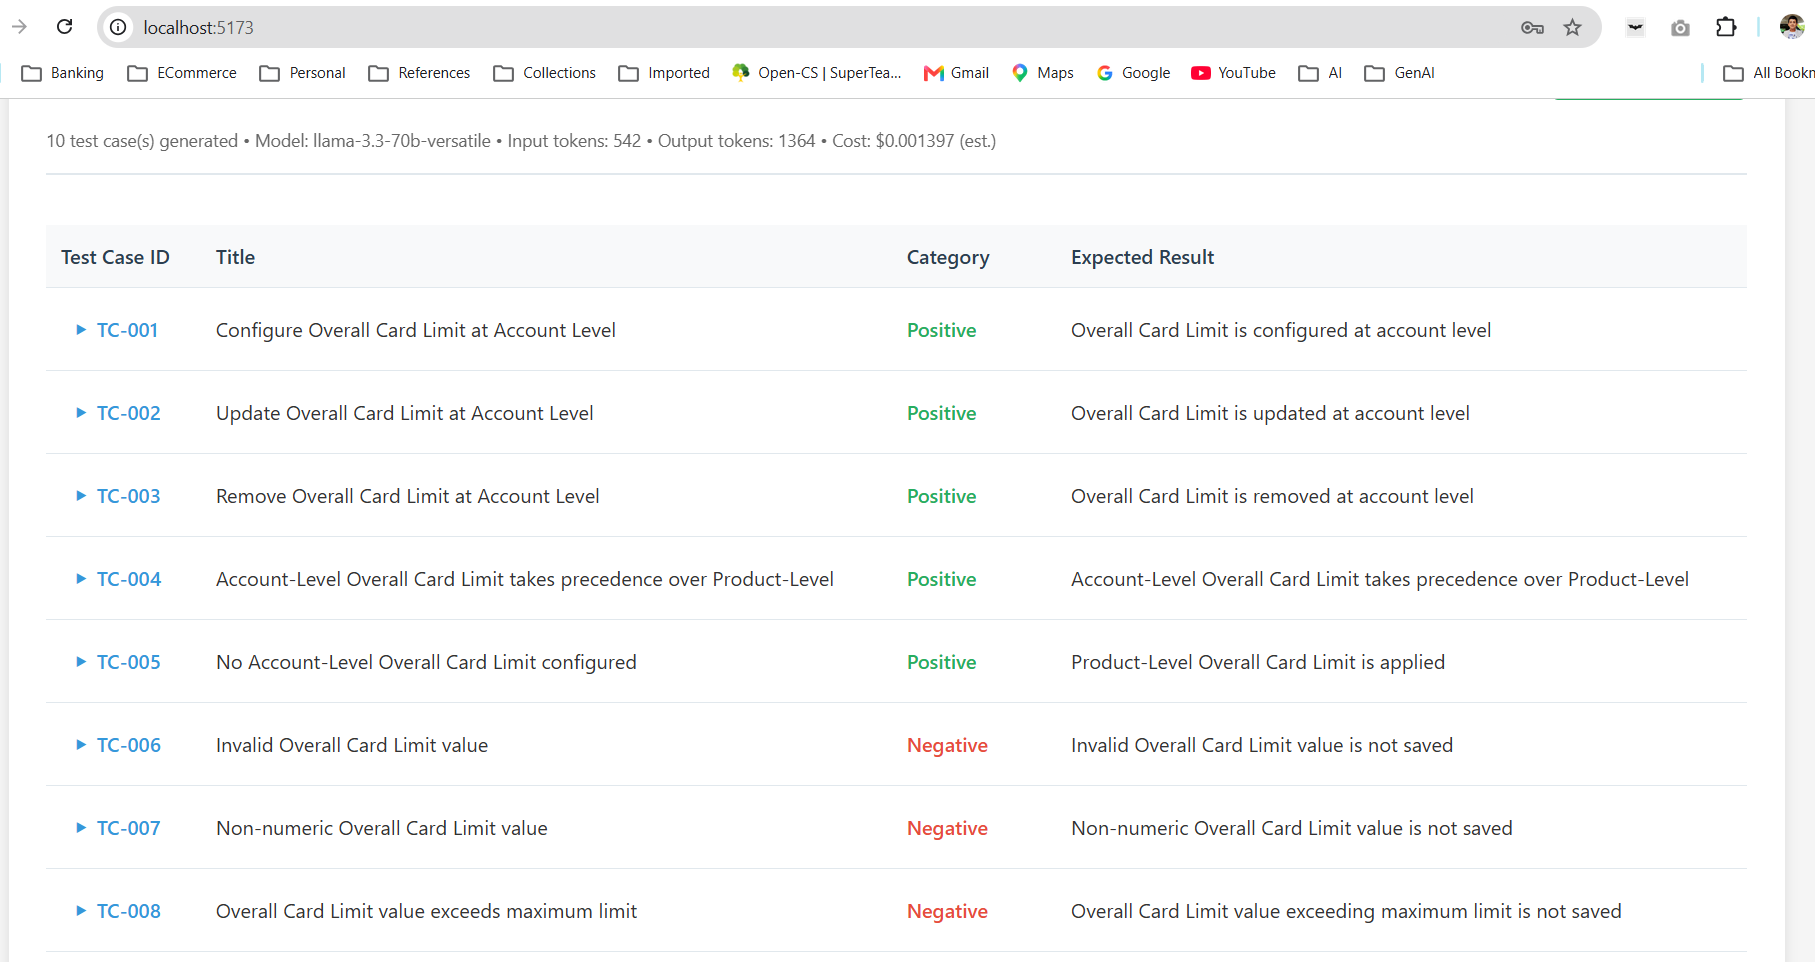 localhost:5173
Banking ECommerce Personal References Collections Imported Open-CS | SuperTea... Gmail Maps Google YouTube AI GenAI All Bookm
10 test case(s) generated • Model: llama-3.3-70b-versatile • Input tokens: 542 • Output tokens: 1364 • Cost: $0.001397 (est.)
Test Case ID Title Category Expected Result
TC-001 Configure Overall Card Limit at Account Level Positive Overall Card Limit is configured at account level
TC-002 Update Overall Card Limit at Account Level Positive Overall Card Limit is updated at account level
TC-003 Remove Overall Card Limit at Account Level Positive Overall Card Limit is removed at account level
TC-004 Account-Level Overall Card Limit takes precedence over Product-Level Positive Account-Level Overall Card Limit takes precedence over Product-Level
TC-005 No Account-Level Overall Card Limit configured Positive Product-Level Overall Card Limit is applied
TC-006 Invalid Overall Card Limit value Negative Invalid Overall Card Limit value is not saved
TC-007 Non-numeric Overall Card Limit value Negative Non-numeric Overall Card Limit value is not saved
TC-008 Overall Card Limit value exceeds maximum limit Negative Overall Card Limit value exceeding maximum limit is not saved